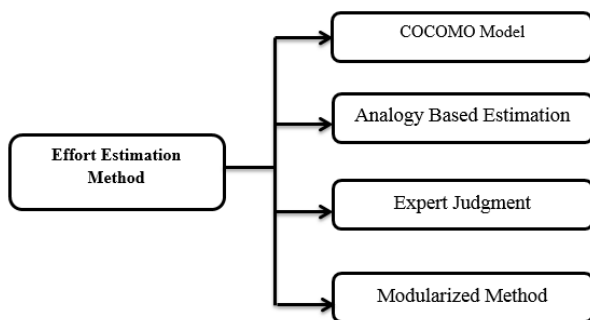 COCOMO Model
Analogy Based Estimation
Effort Estimation
Method
Expert Judgment
Modularized Method